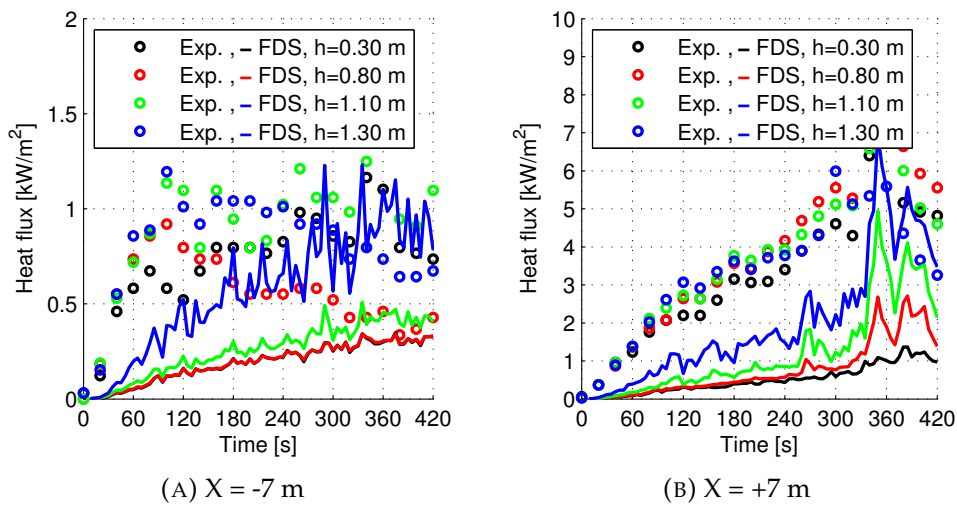 2
1.5
1
0.5
0
Heat flux [kW/m²]
Exp. , FDS, h=0.30 m
Exp. , FDS, h=0.80 m
Exp. , FDS, h=1.10 m
Exp. , FDS, h=1.30 m
0 60 120 180 240 300 360 420
Time [s]
(A) X = -7 m
10
9
8
7
6
5
4
3
2
1
0
Heat flux [kW/m²]
Exp. , FDS, h=0.30 m
Exp. , FDS, h=0.80 m
Exp. , FDS, h=1.10 m
Exp. , FDS, h=1.30 m
0 60 120 180 240 300 360 420
Time [s]
(B) X = +7 m